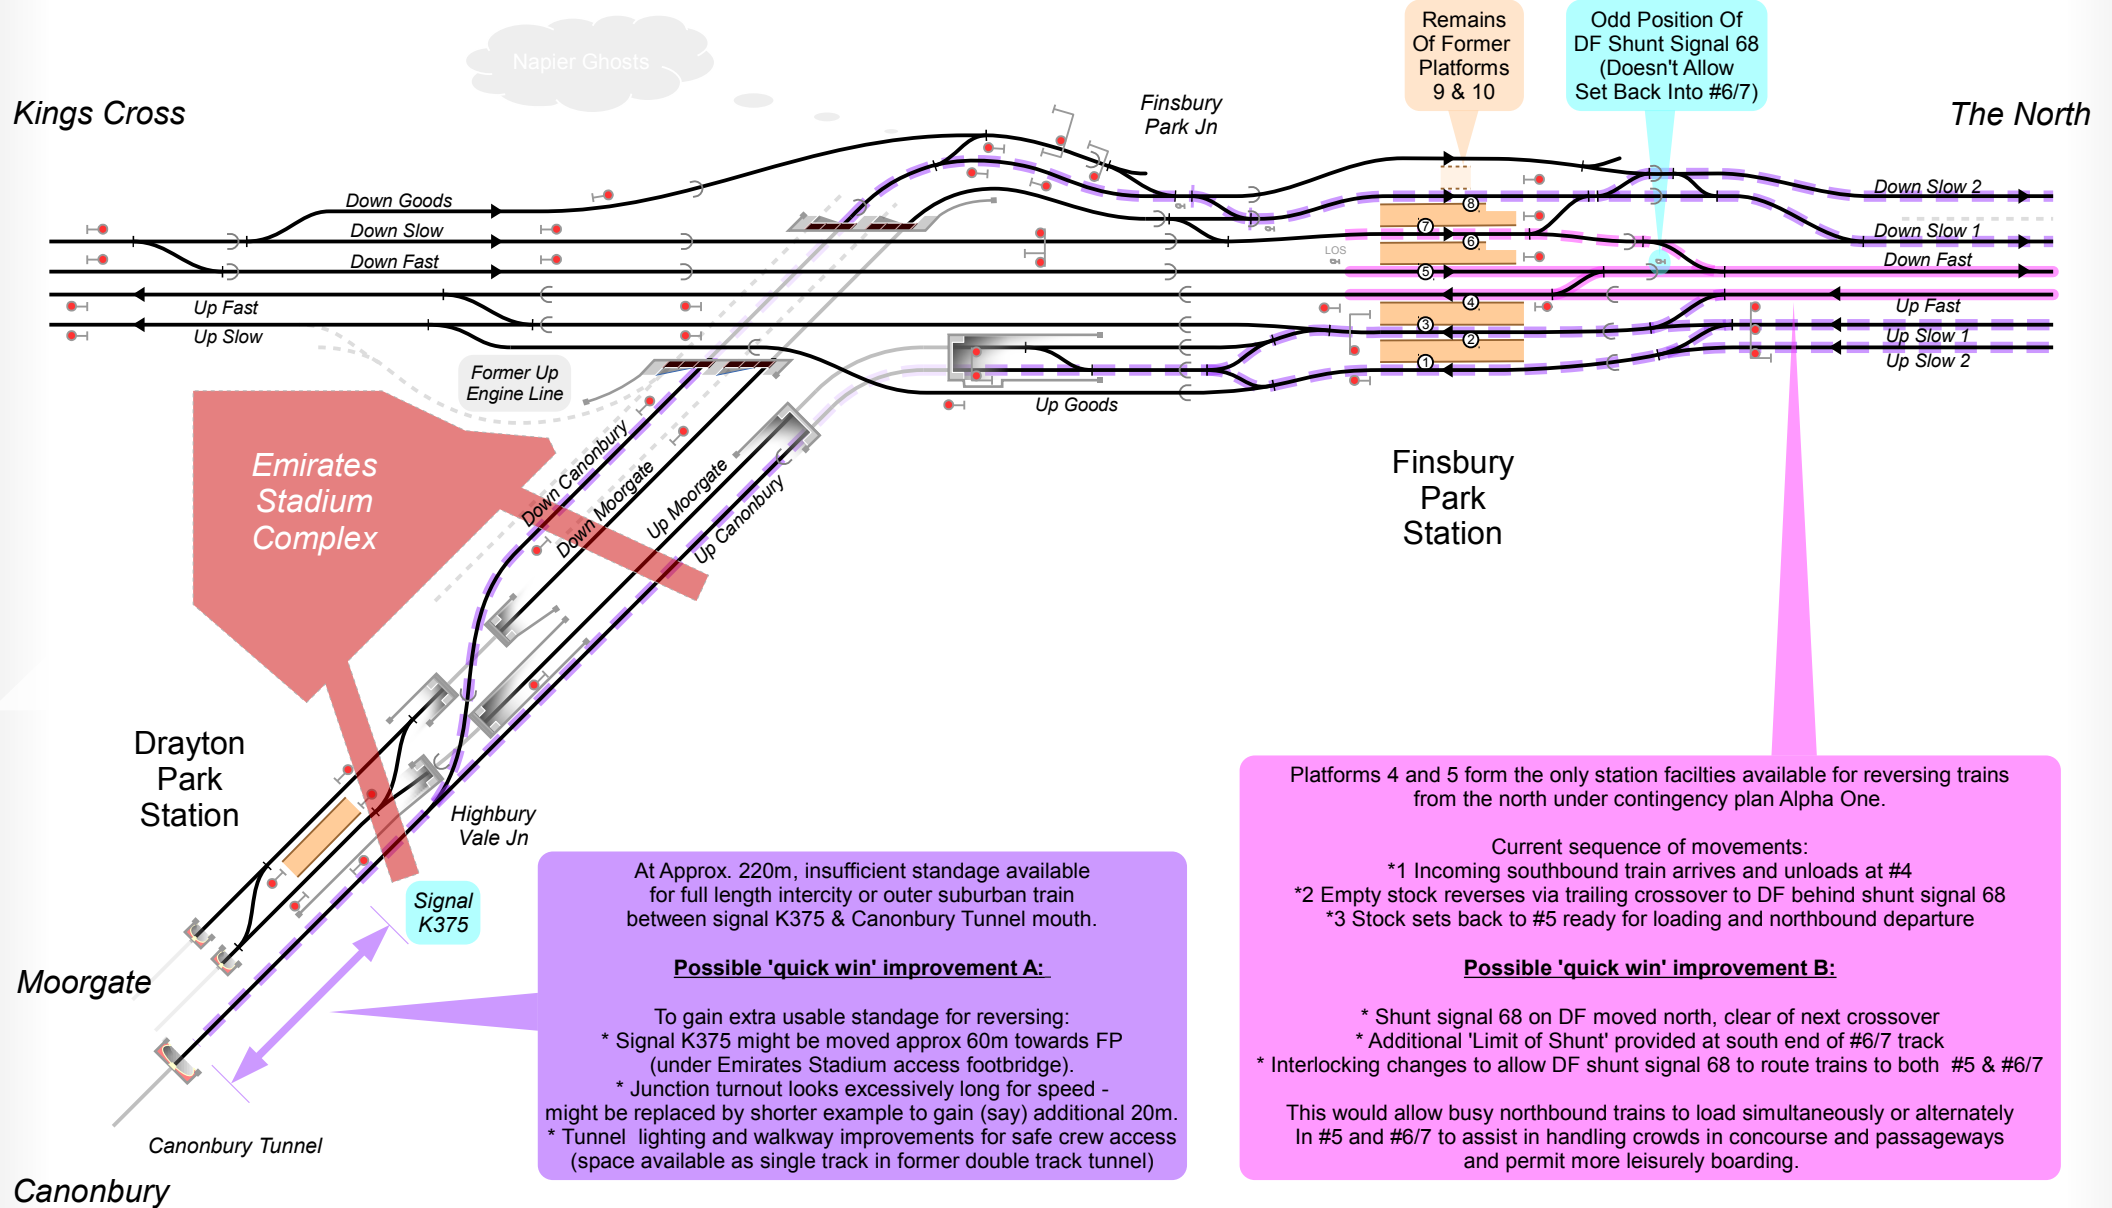 Remains
Of Former
Platforms
9 & 10
Odd Position Of
DF Shunt Signal 68
(Doesn't Allow
Set Back Into #6/7)
Napier Ghosts
Kings Cross
Finsbury
Park Jn
The North
Down Goods
Down Slow
Down Fast
Up Fast
Up Slow
Down Slow 2
Down Slow 1
Down Fast
Up Fast
Up Slow 1
Up Slow 2
8
7
6
5
4
3
2
1
LOS
Former Up
Engine Line
Up Goods
Emirates
Stadium
Complex
Down Canonbury
Down Moorgate
Up Moorgate
Up Canonbury
Finsbury
Park
Station
Drayton
Park
Station
Highbury
Vale Jn
Signal
K375
Moorgate
Canonbury Tunnel
Canonbury
At Approx. 220m, insufficient standage available
for full length intercity or outer suburban train
between signal K375 & Canonbury Tunnel mouth.
Possible 'quick win' improvement A:
To gain extra usable standage for reversing:
* Signal K375 might be moved approx 60m towards FP
(under Emirates Stadium access footbridge).
* Junction turnout looks excessively long for speed -
might be replaced by shorter example to gain (say) additional 20m.
* Tunnel  lighting and walkway improvements for safe crew access
(space available as single track in former double track tunnel)
Platforms 4 and 5 form the only station facilties available for reversing trains
from the north under contingency plan Alpha One.
Current sequence of movements:
*1 Incoming southbound train arrives and unloads at #4
*2 Empty stock reverses via trailing crossover to DF behind shunt signal 68
*3 Stock sets back to #5 ready for loading and northbound departure
Possible 'quick win' improvement B:
* Shunt signal 68 on DF moved north, clear of next crossover
* Additional 'Limit of Shunt' provided at south end of #6/7 track
* Interlocking changes to allow DF shunt signal 68 to route trains to both  #5 & #6/7
This would allow busy northbound trains to load simultaneously or alternately
In #5 and #6/7 to assist in handling crowds in concourse and passageways
and permit more leisurely boarding.